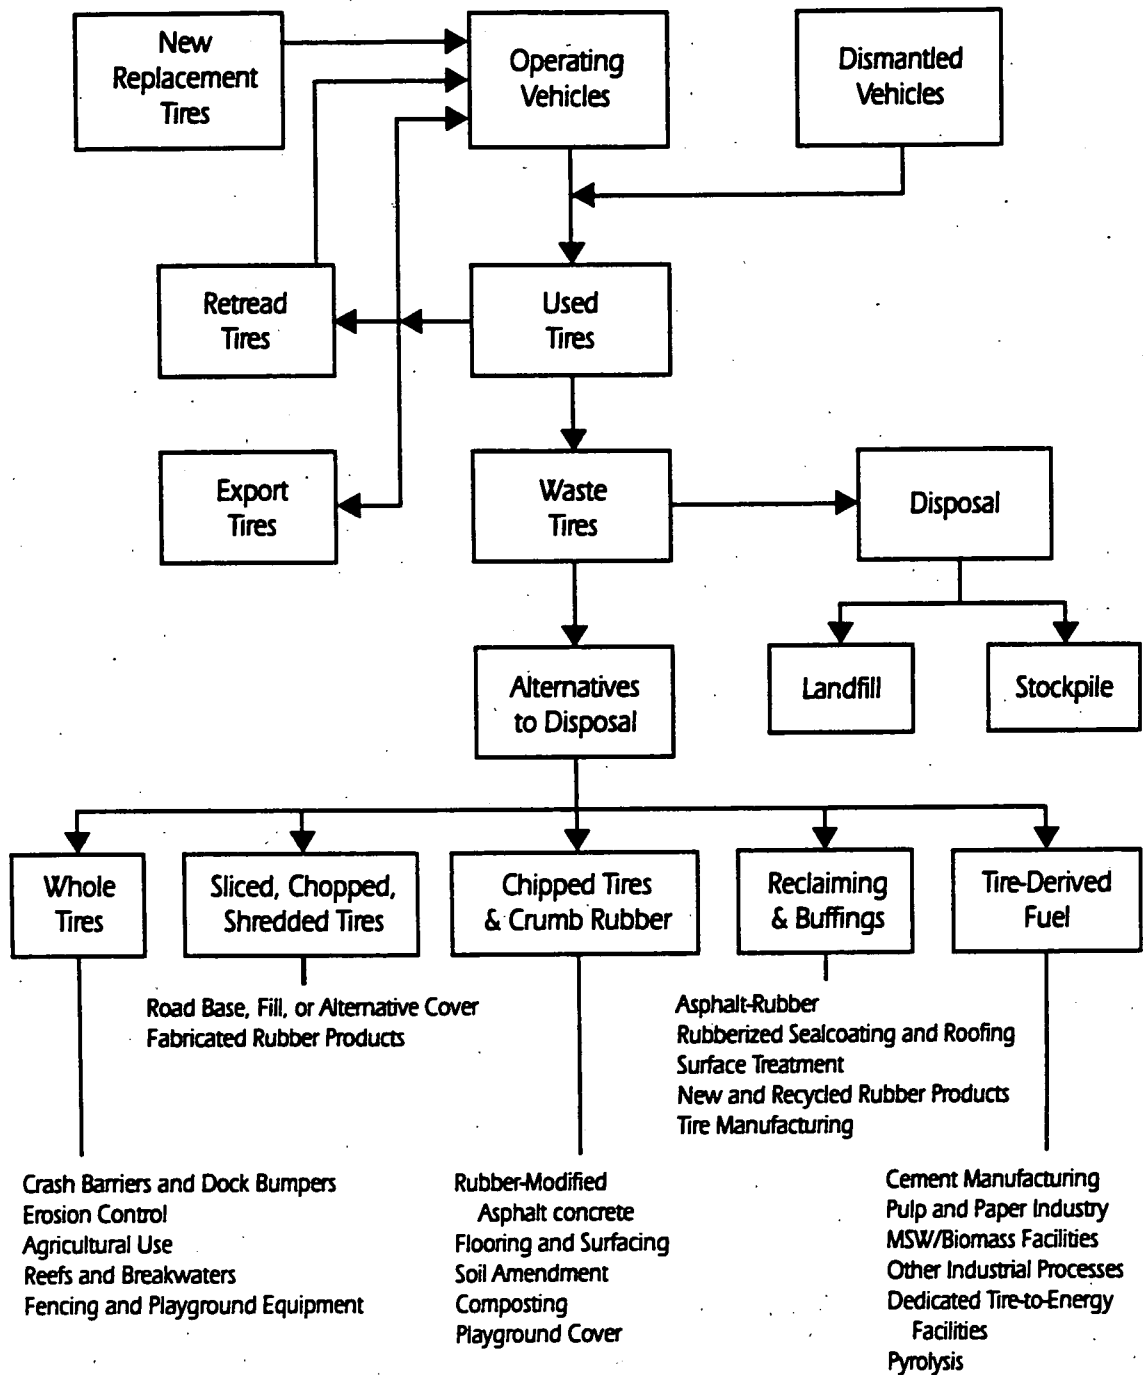 New
Replacement
Tires
Operating
Vehicles
Dismantled
Vehicles
Retread
Tires
Used
Tires
Export
Tires
Waste
Tires
Disposal
Alternatives
to Disposal
Landfill
Stockpile
Whole
Tires
Sliced, Chopped,
Shredded Tires
Chipped Tires
& Crumb Rubber
Reclaiming
& Buffings
Tire-Derived
Fuel
Road Base, Fill, or Alternative Cover
Fabricated Rubber Products
Asphalt-Rubber
Rubberized Sealcoating and Roofing
Surface Treatment
New and Recycled Rubber Products
Tire Manufacturing
Crash Barriers and Dock Bumpers
Erosion Control
Agricultural Use
Reefs and Breakwaters
Fencing and Playground Equipment
Rubber-Modified
Asphalt concrete
Flooring and Surfacing
Soil Amendment
Composting
Playground Cover
Cement Manufacturing
Pulp and Paper Industry
MSW/Biomass Facilities
Other Industrial Processes
Dedicated Tire-to-Energy
Facilities
Pyrolysis